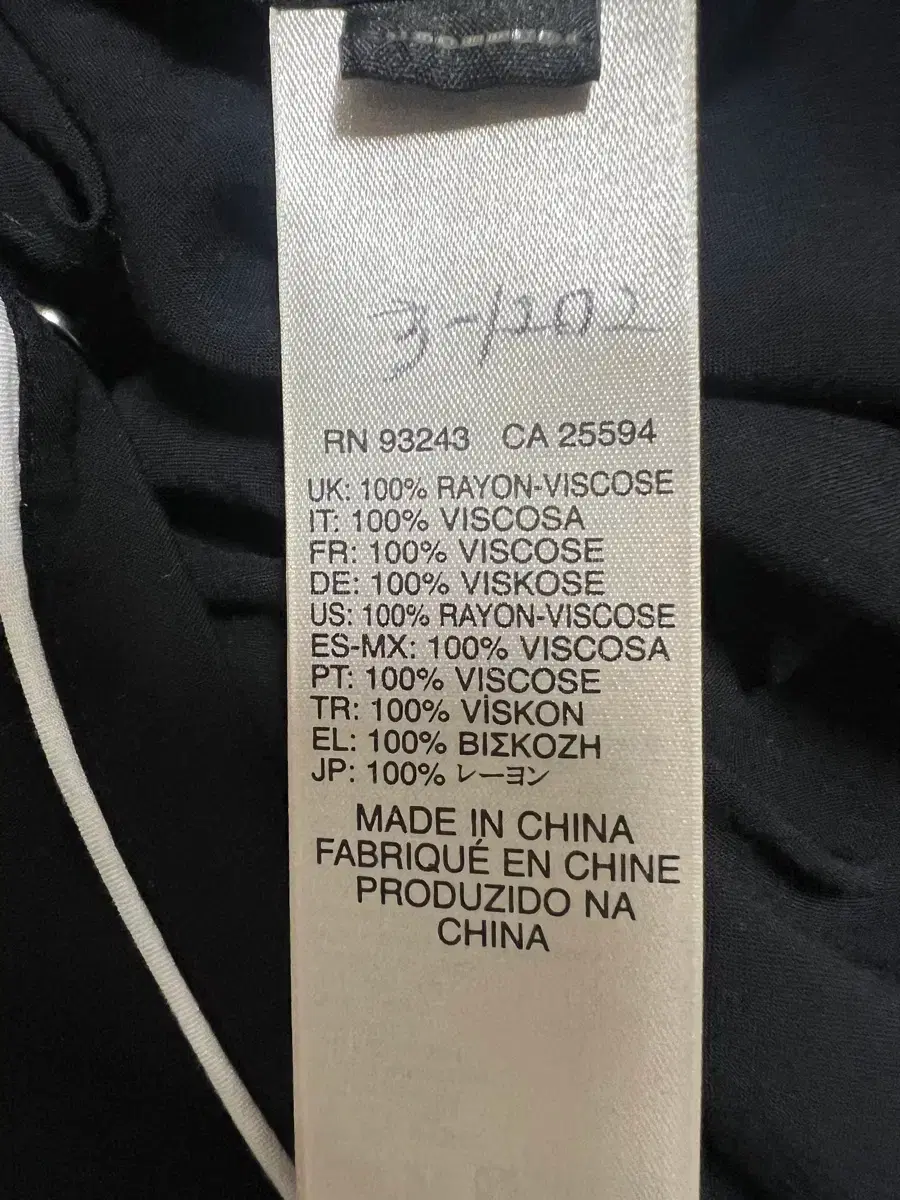 3-1202
RN 93243 CA 25594
UK: 100% RAYON-VISCOSE
IT: 100% VISCOSA
FR: 100% VISCOSE
DE: 100% VISKOSE
US: 100% RAYON-VISCOSE
ES-MX: 100% VISCOSA
PT: 100% VISCOSE
TR: 100% VİSKON
EL: 100% ΒΙΣΚΟΖΗ
JP: 100% レーヨン
MADE IN CHINA
FABRIQUÉ EN CHINE
PRODUZIDO NA
CHINA